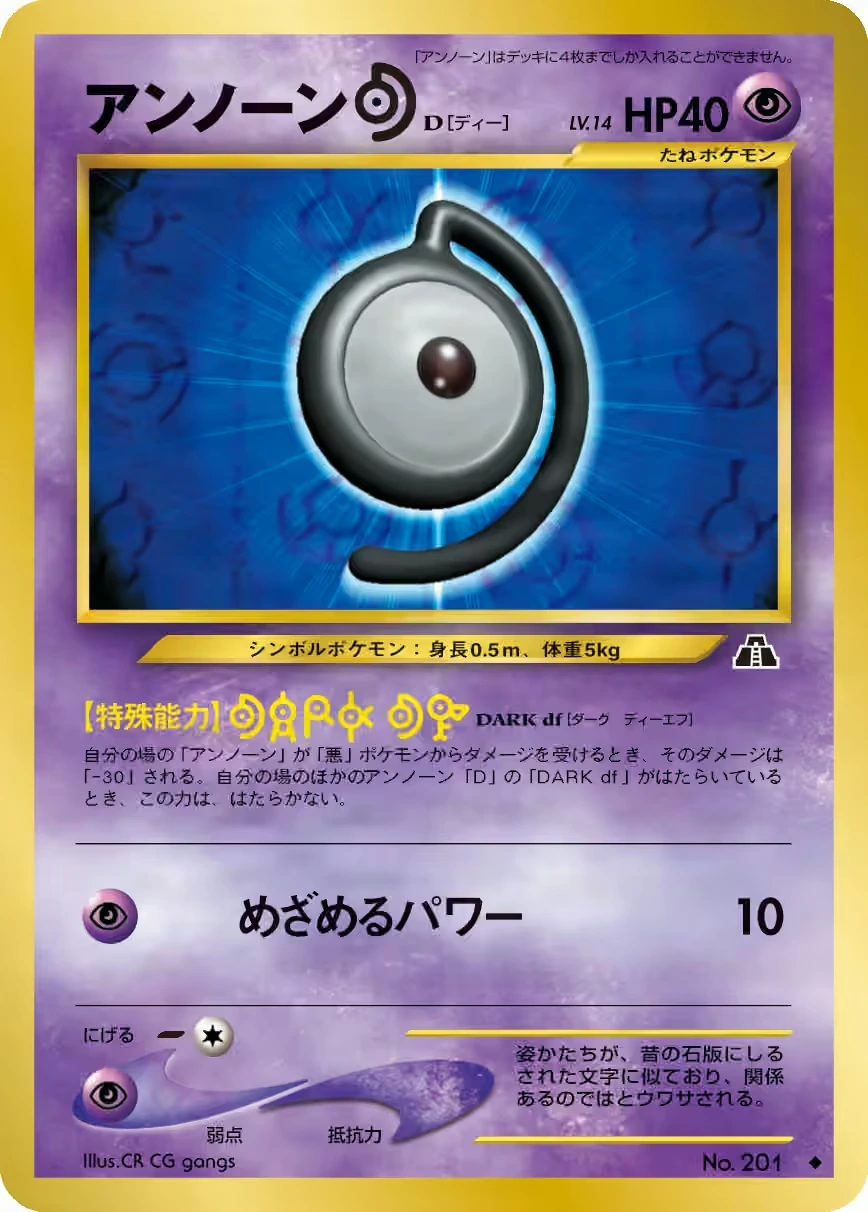 「アンノーン」はデッキに4枚までしか入れることができません。
アンノーン D[ディー] LV.14 HP40
たねポケモン
シンボルポケモン：身長0.5m、体重5kg
【特殊能力】DARK DF DARK df[ダーク ディーエフ]
自分の場の「アンノーン」が「悪」ポケモンからダメージを受けるとき、そのダメージは
「-30」される。自分の場のほかのアンノーン「D」の「DARK df」がはたらいている
とき、この力は、はたらかない。
めざめるパワー 10
にげる
姿かたちが、昔の石版にしる
された文字に似ており、関係
あるのではとウワサされる。
弱点 抵抗力
Illus.CR CG gangs No. 201